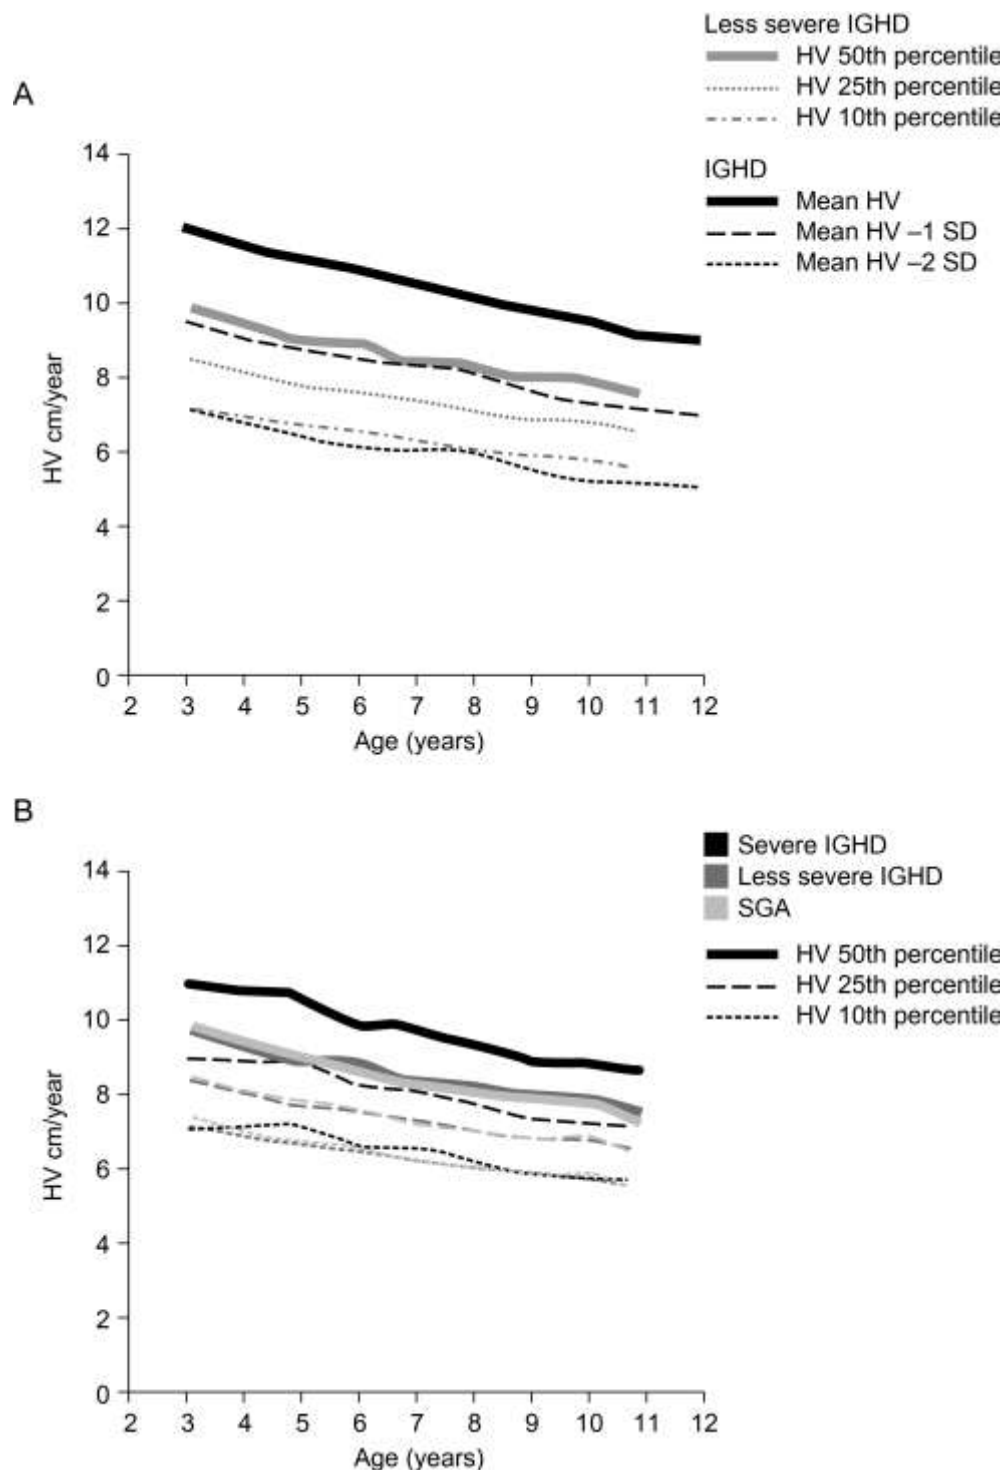 Less severe IGHD
HV 50th percentile
HV 25th percentile
HV 10th percentile
IGHD
Mean HV
Mean HV –1 SD
Mean HV –2 SD
A
14
12
10
8
6
4
2
0
HV cm/year
2 3 4 5 6 7 8 9 10 11 12
Age (years)
B
Severe IGHD
Less severe IGHD
SGA
HV 50th percentile
HV 25th percentile
HV 10th percentile
14
12
10
8
6
4
2
0
HV cm/year
2 3 4 5 6 7 8 9 10 11 12
Age (years)